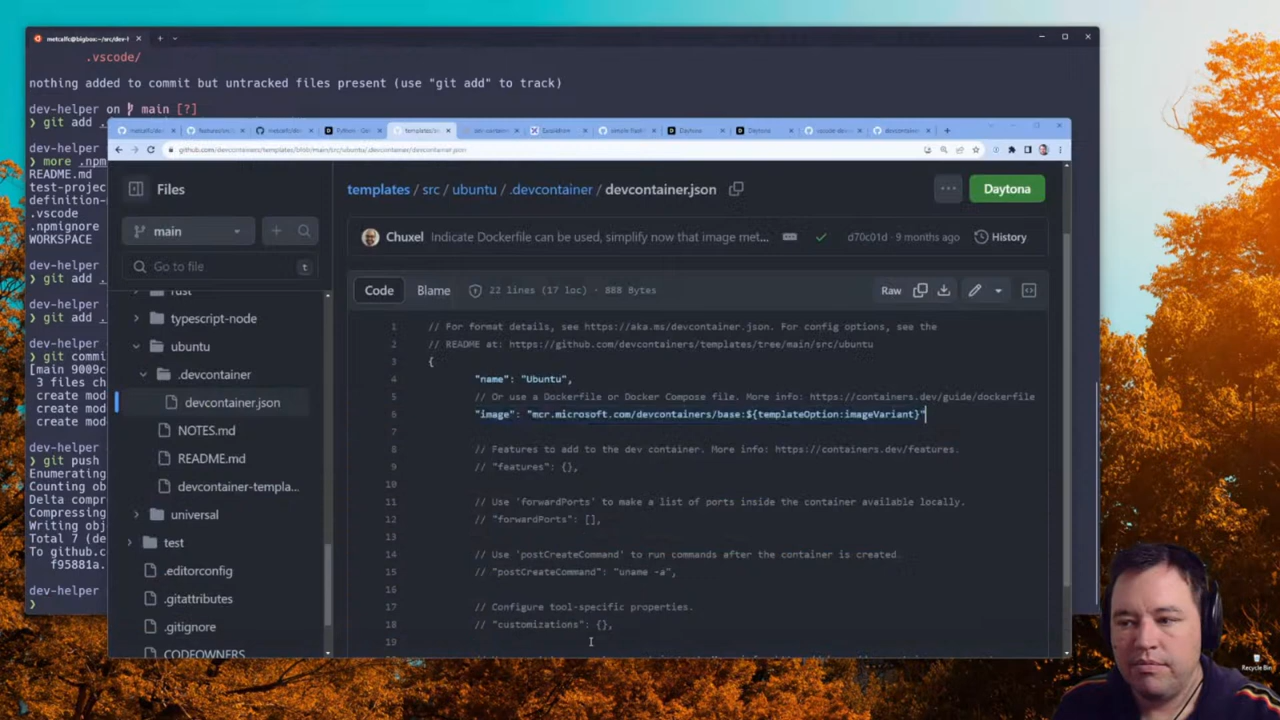 metcalfc@bigbox:~/src/dev-h
.vscode/
nothing added to commit but untracked files present (use "git add" to track)
dev-helper on main [?]
❯ git add .
dev-help
❯ more .npm
README.md
test-projec
definition-
.vscode
.npmignore
WORKSPACE
dev-help
❯ git add .
dev-help
❯ git add .
dev-help
❯ git commit
[main 9009c
3 files ch
create mod
create mod
create mod
dev-help
❯ git push
Enumerating
Counting ob
Delta compr
Compressing
Writing obj
Total 7 (de
To github.c
f95881a.
dev-help
❯
github.com/devcontainers/templates/blob/main/src/ubuntu/.devcontainer/devcontainer.json
Files
main
Go to file
t
rust
typescript-node
ubuntu
.devcontainer
devcontainer.json
NOTES.md
README.md
devcontainer-templa...
universal
test
.editorconfig
.gitattributes
.gitignore
CODEOWNERS
templates / src / ubuntu / .devcontainer / devcontainer.json
Daytona
Chuxel Indicate Dockerfile can be used, simplify now that image met... d70c01d · 9 months ago History
Code Blame 22 lines (17 loc) · 888 Bytes Raw
1 // For format details, see https://aka.ms/devcontainer.json. For config options, see the
2 // README at: https://github.com/devcontainers/templates/tree/main/src/ubuntu
3 {
4 "name": "Ubuntu",
5 // Or use a Dockerfile or Docker Compose file. More info: https://containers.dev/guide/dockerfile
6 "image": "mcr.microsoft.com/devcontainers/base:${templateOption:imageVariant}"
7
8 // Features to add to the dev container. More info: https://containers.dev/features.
9 // "features": {},
10
11 // Use 'forwardPorts' to make a list of ports inside the container available locally.
12 // "forwardPorts": [],
13
14 // Use 'postCreateCommand' to run commands after the container is created.
15 // "postCreateCommand": "uname -a",
16
17 // Configure tool-specific properties.
18 // "customizations": {},
19
Recycle Bin